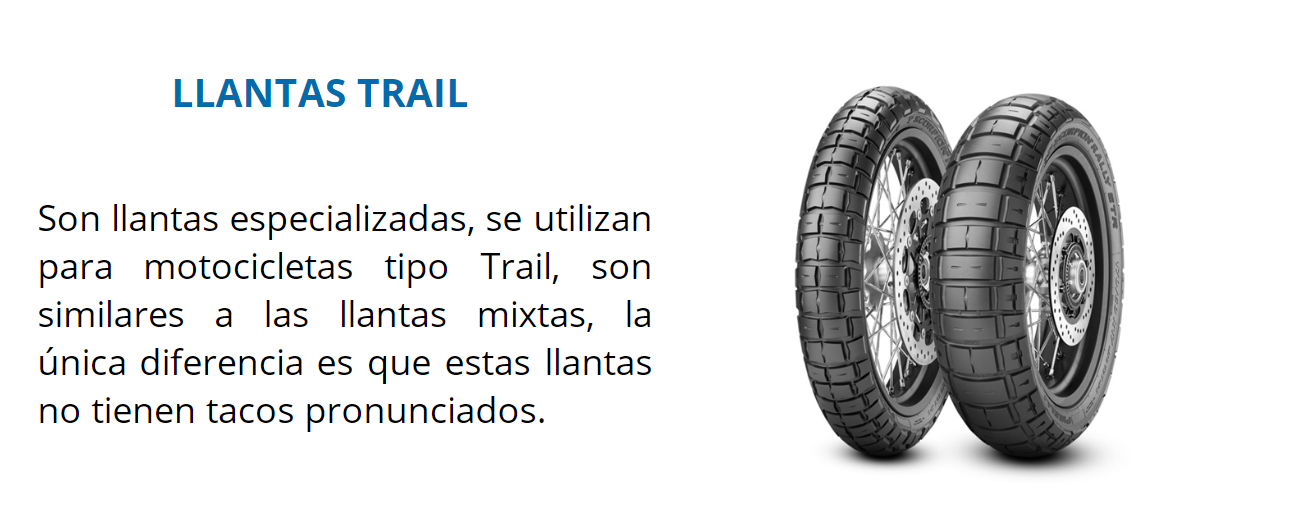 LLANTAS TRAIL
Son llantas especializadas, se utilizan
para motocicletas tipo Trail, son
similares a las llantas mixtas, la
única diferencia es que estas llantas
no tienen tacos pronunciados.
SCORPION
SCORPION RALLY STR